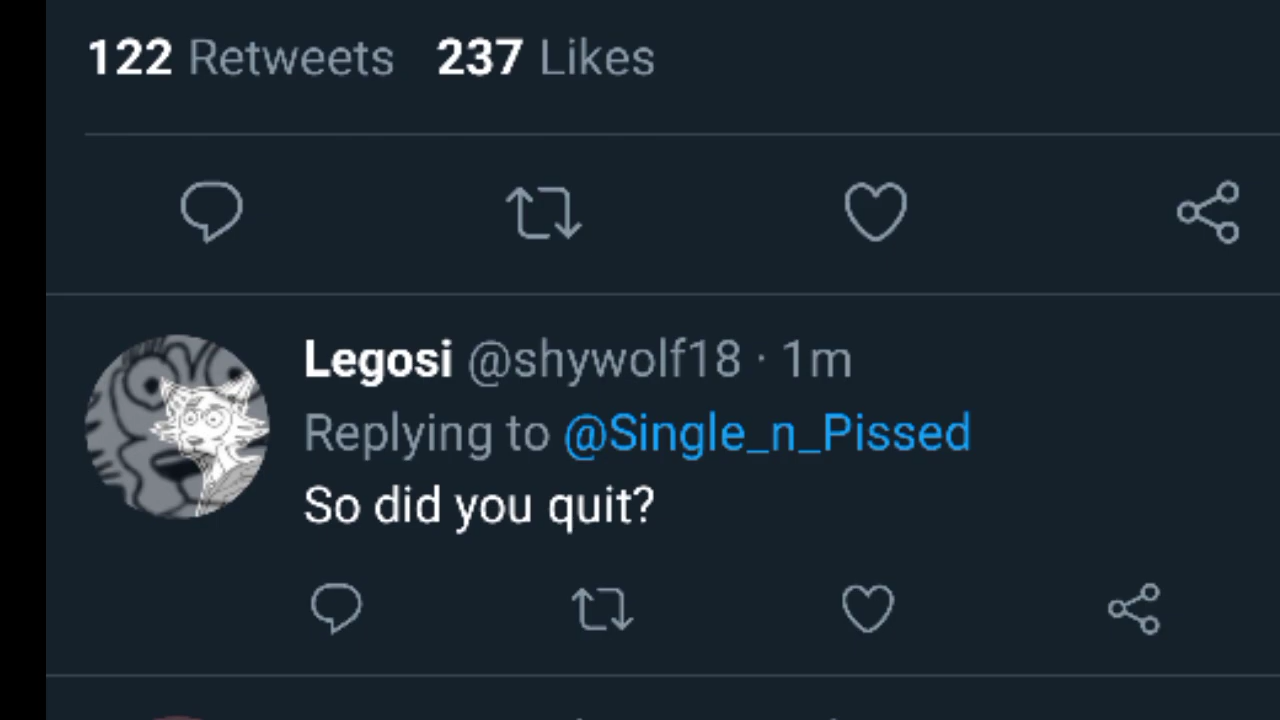 122 Retweets 237 Likes
Legosi @shywolf18 · 1m
Replying to @Single_n_Pissed
So did you quit?